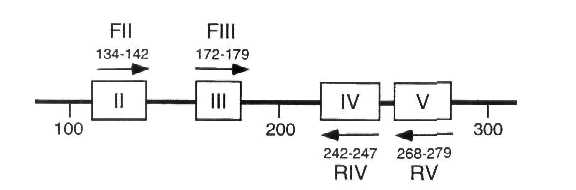 FII FIII
134-142 172-179
II III IV V
100 200 300
242-247 268-279
RIV RV